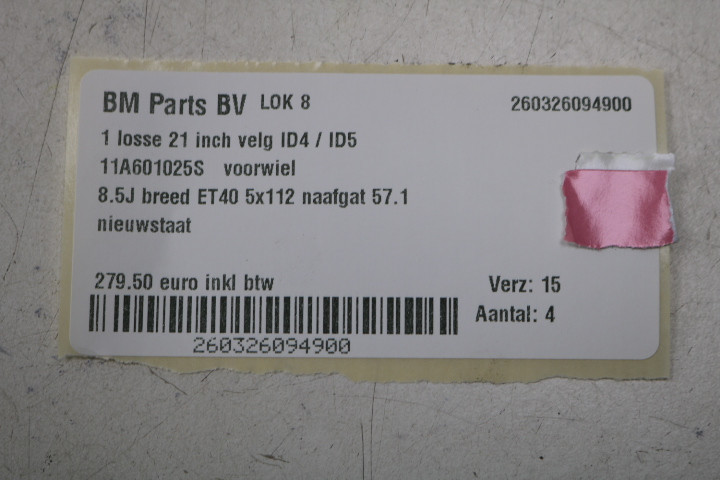 BM Parts BV LOK 8 260326094900
1 losse 21 inch velg ID4 / ID5
11A601025S voorwiel
8.5J breed ET40 5x112 naafgat 57.1
nieuwstaat
279.50 euro inkl btw Verz: 15
Aantal: 4
260326094900